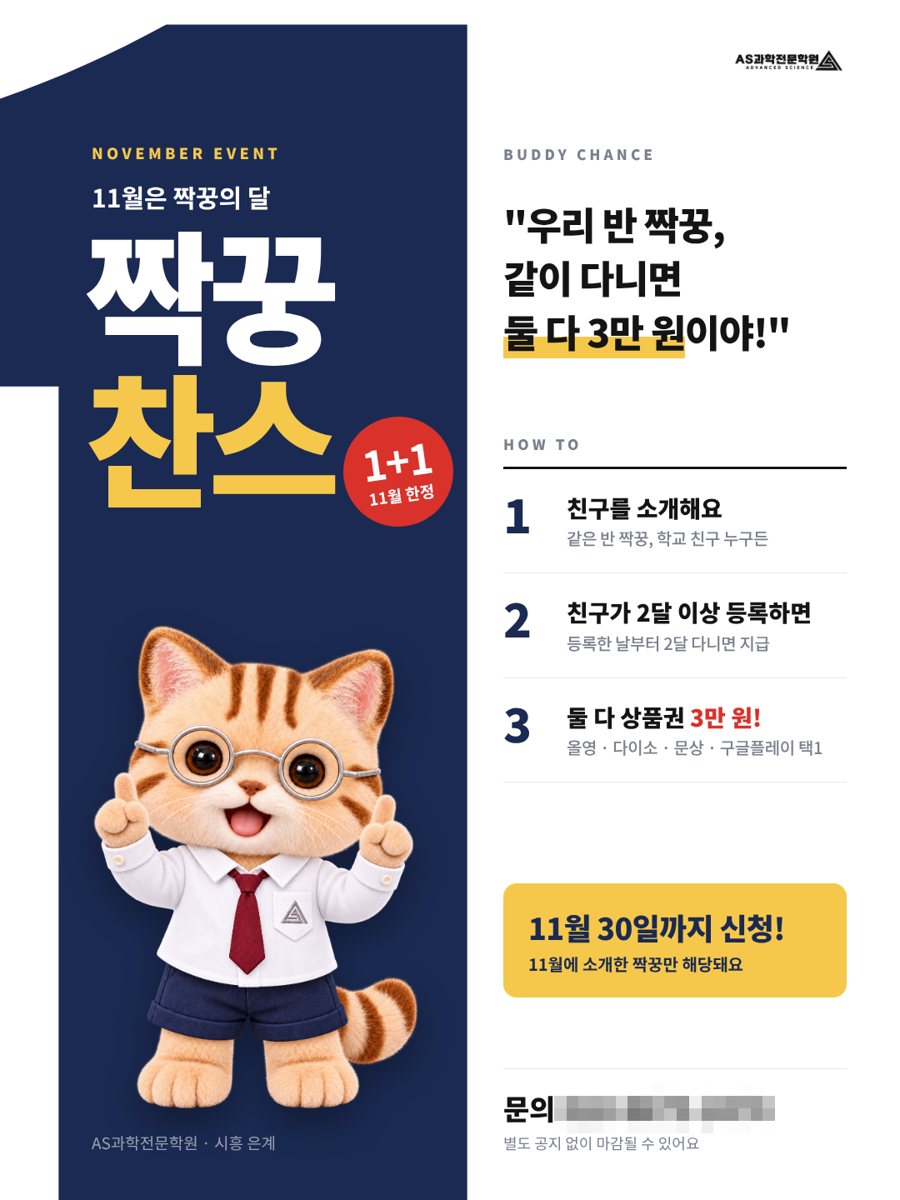 AS과학전문학원
ADVANCED SCIENCE
NOVEMBER EVENT
11월은 짝꿍의 달
짝꿍
찬스
1+1
11월 한정
AS과학전문학원 · 시흥 은계
BUDDY CHANCE
"우리 반 짝꿍,
같이 다니면
둘 다 3만 원이야!"
HOW TO
1
친구를 소개해요
같은 반 짝꿍, 학교 친구 누구든
2
친구가 2달 이상 등록하면
등록한 날부터 2달 다니면 지급
3
둘 다 상품권 3만 원!
올영 · 다이소 · 문상 · 구글플레이 택1
11월 30일까지 신청!
11월에 소개한 짝꿍만 해당돼요
문의
별도 공지 없이 마감될 수 있어요